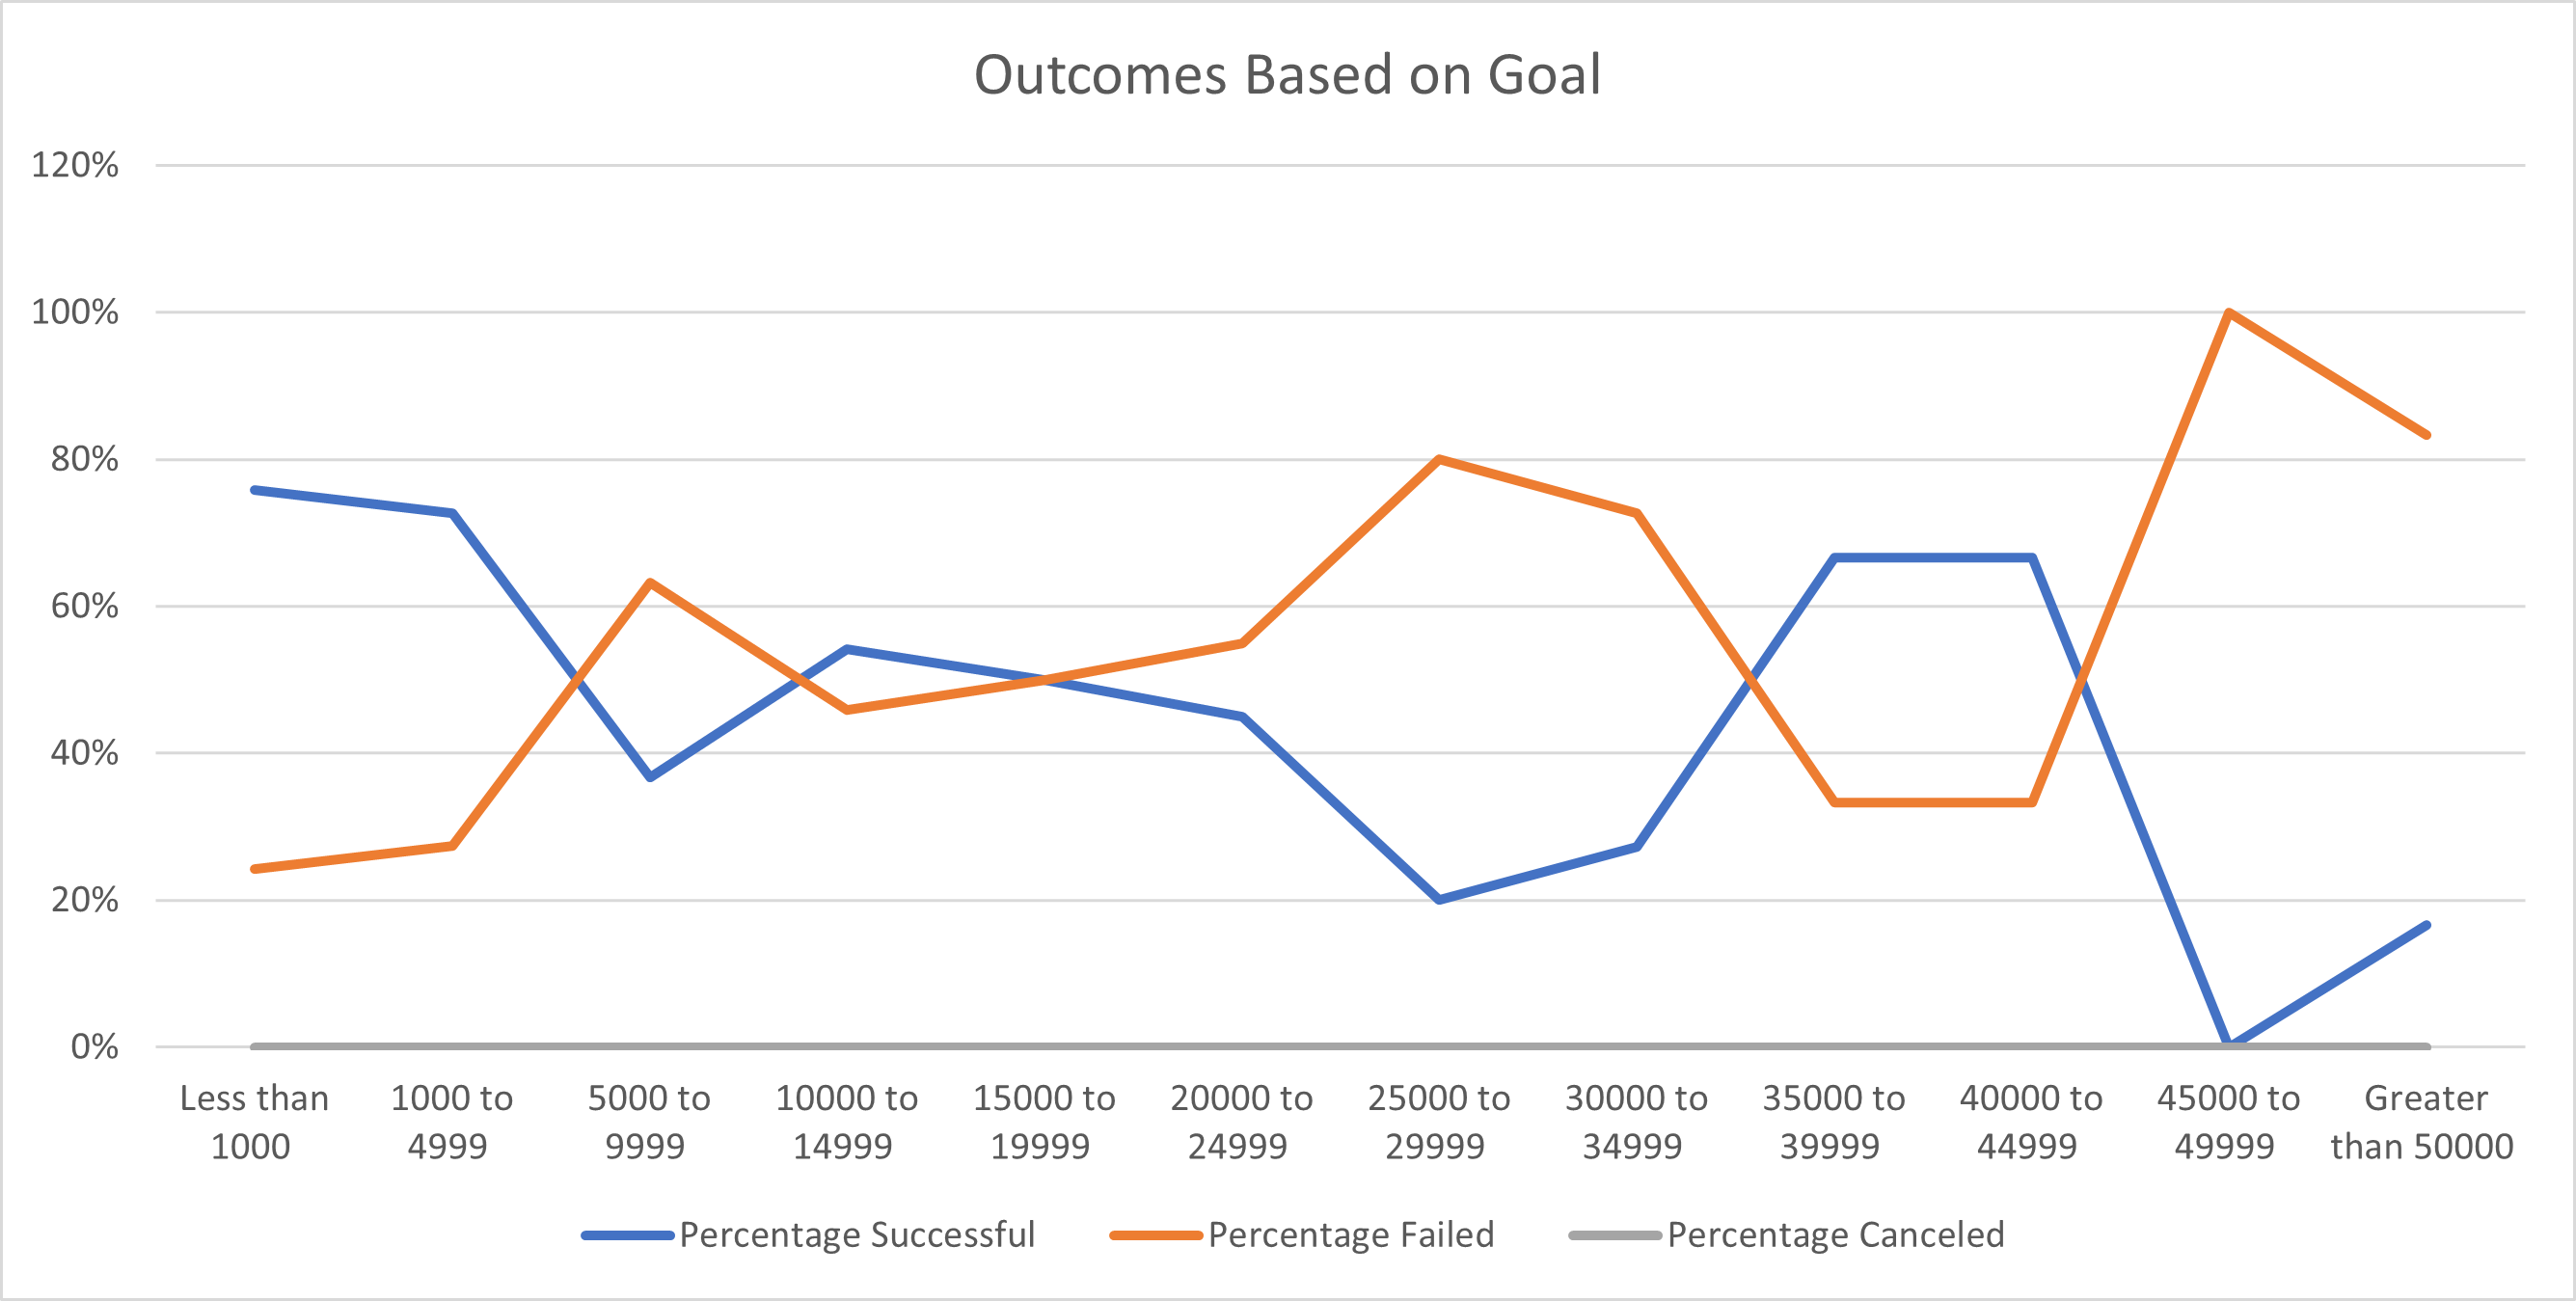 Outcomes Based on Goal
120%
100%
80%
60%
40%
20%
0%
Less than 1000
1000 to 4999
5000 to 9999
10000 to 14999
15000 to 19999
20000 to 24999
25000 to 29999
30000 to 34999
35000 to 39999
40000 to 44999
45000 to 49999
Greater than 50000
Percentage Successful
Percentage Failed
Percentage Canceled